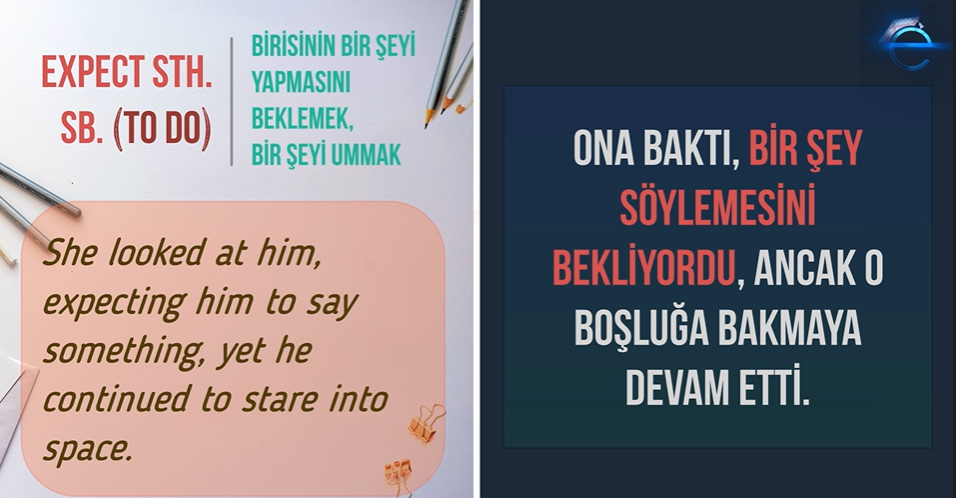 EXPECT STH.
SB. (TO DO)
BİRİSİNİN BİR ŞEYİ
YAPMASINI
BEKLEMEK,
BİR ŞEYİ UMMAK
She looked at him,
expecting him to say
something, yet he
continued to stare into
space.
ONA BAKTI, BİR ŞEY
SÖYLEMESİNİ
BEKLİYORDU, ANCAK O
BOŞLUĞA BAKMAYA
DEVAM ETTİ.